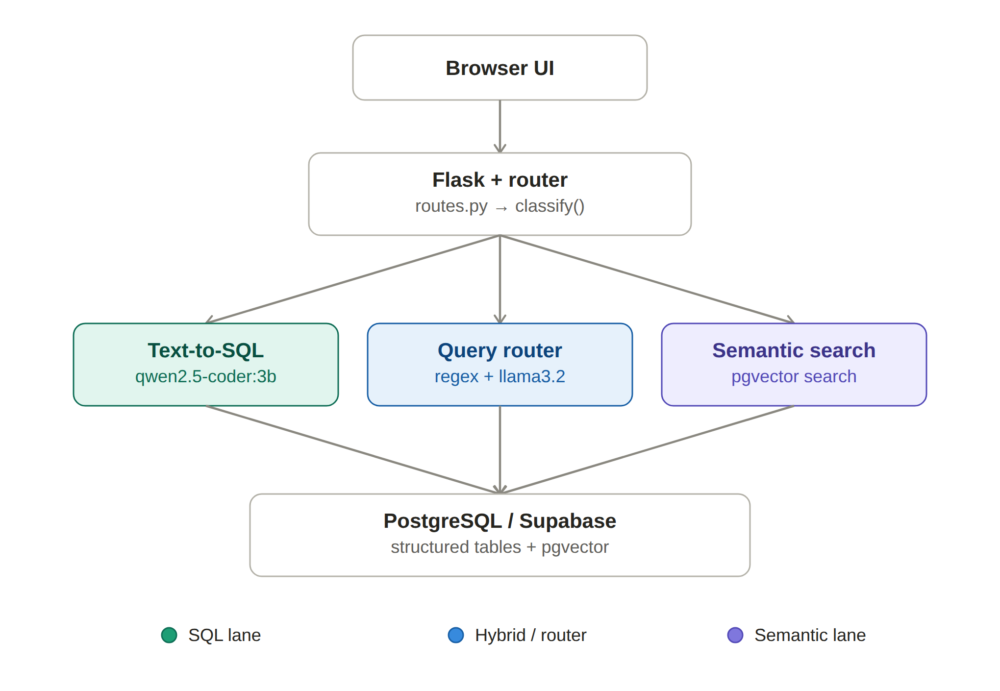 Browser UI
Flask + router
routes.py → classify()
Text-to-SQL
qwen2.5-coder:3b
Query router
regex + llama3.2
Semantic search
pgvector search
PostgreSQL / Supabase
structured tables + pgvector
SQL lane
Hybrid / router
Semantic lane